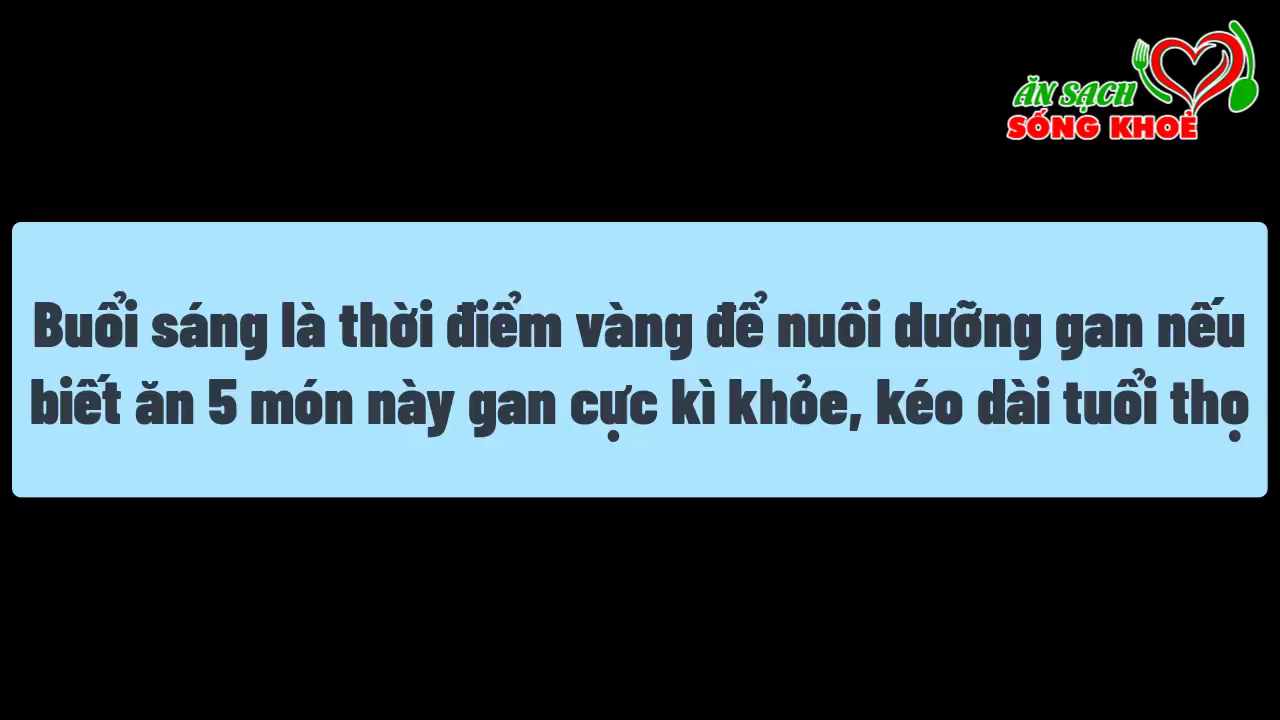 ĂN SẠCH
SỐNG KHOẺ
Buổi sáng là thời điểm vàng để nuôi dưỡng gan nếu
biết ăn 5 món này gan cực kì khỏe, kéo dài tuổi thọ